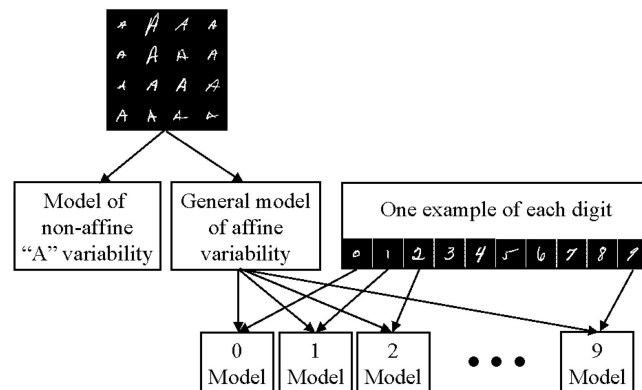 A A A A
A A A A
A A A A
A A A A
Model of
non-affine
“A” variability
General model
of affine
variability
One example of each digit
0 1 2 3 4 5 6 7 8 9
0
Model
1
Model
2
Model
9
Model